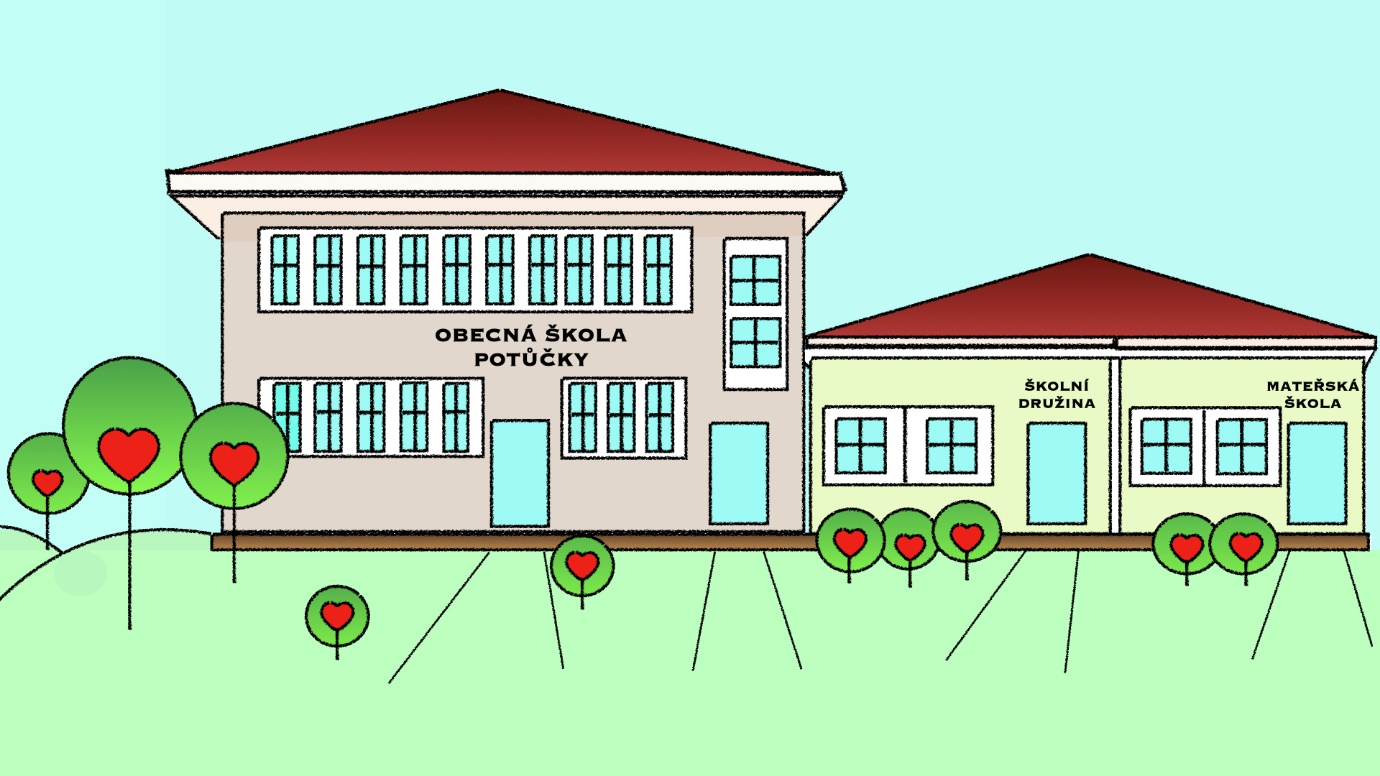 OBECNÁ ŠKOLA
POTŮČKY
ŠKOLNÍ
DRUŽINA
MATEŘSKÁ
ŠKOLA